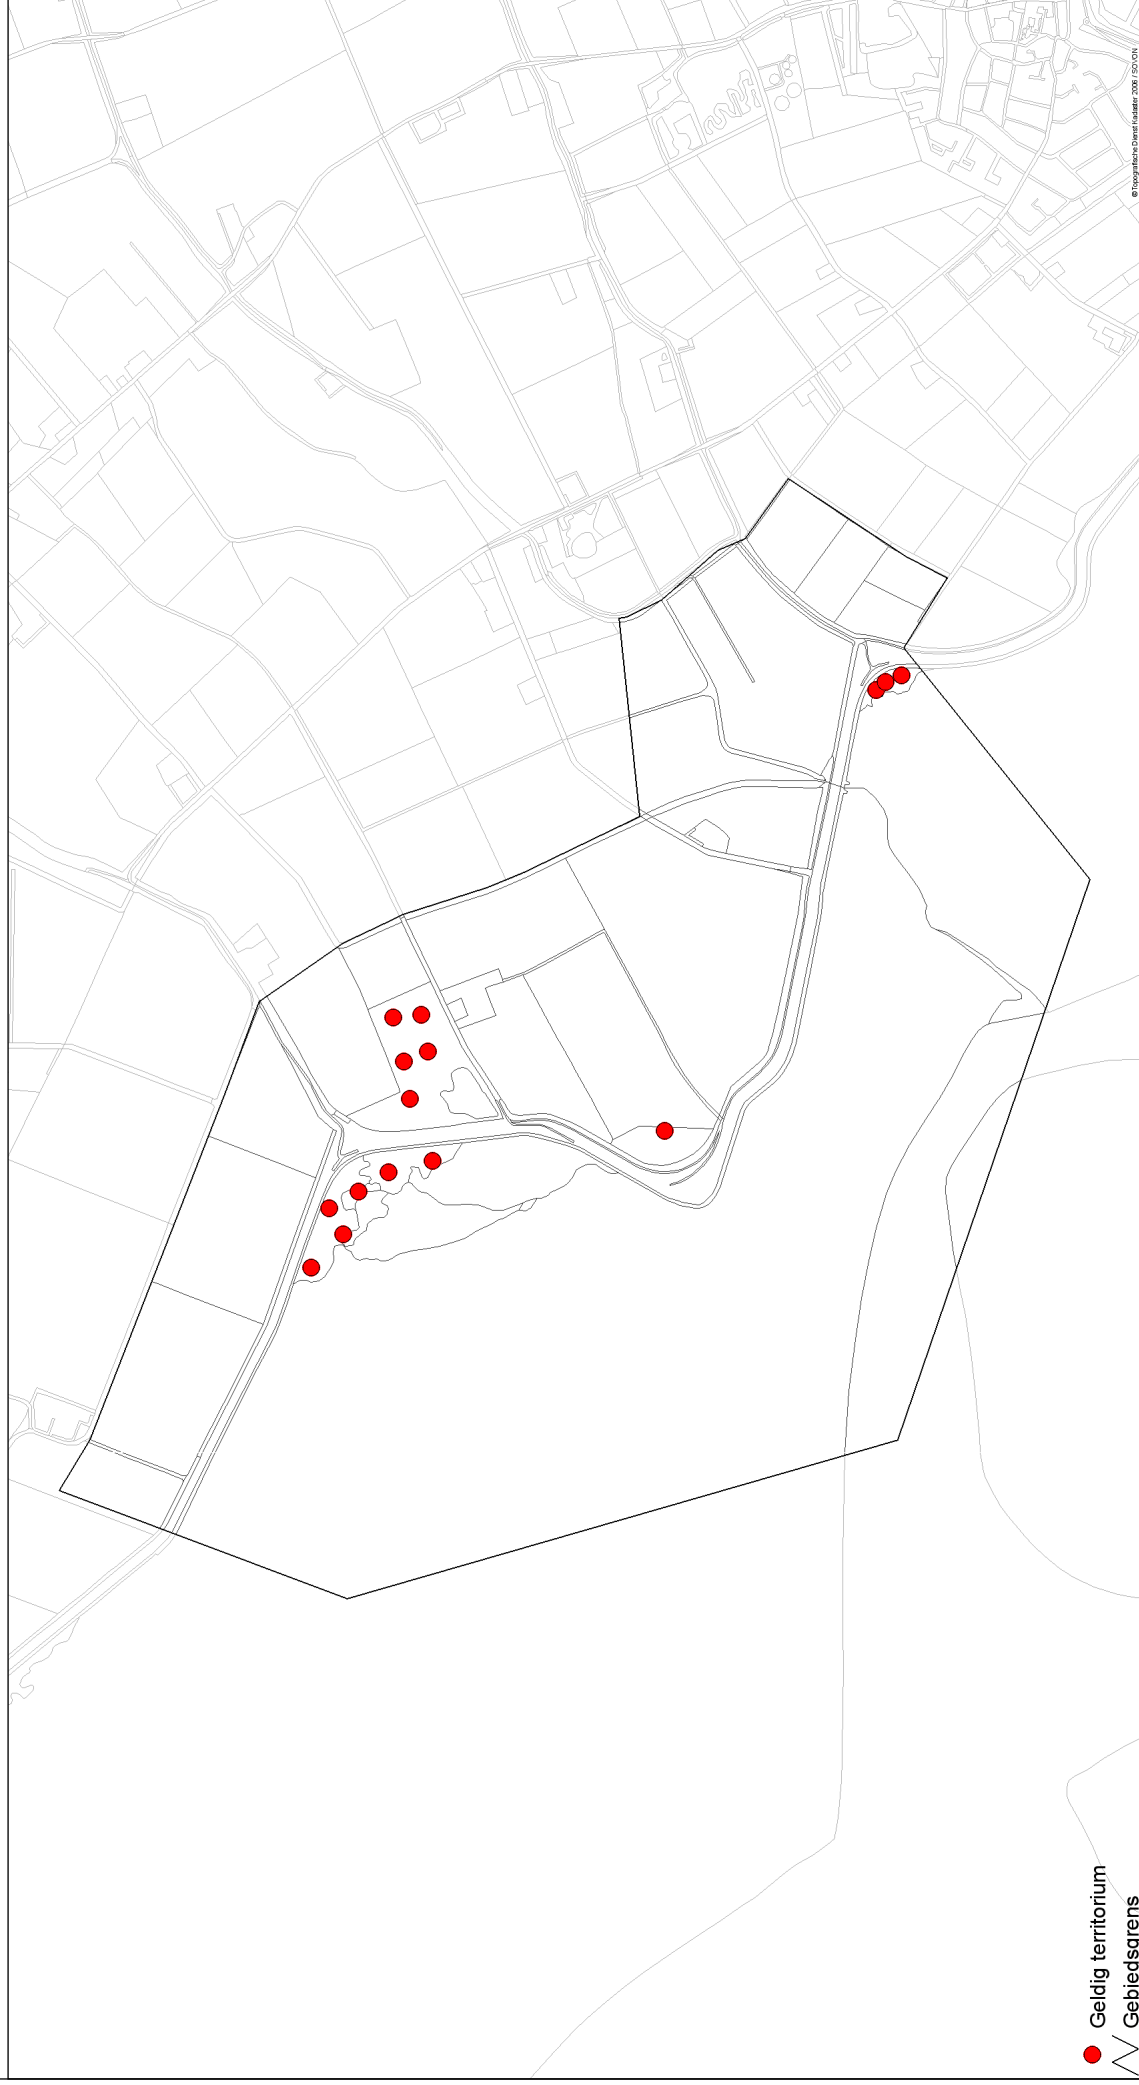 Geldig territorium
Gebiedsgrens
© Topografische Dienst Kadaster 2006 / SOVON